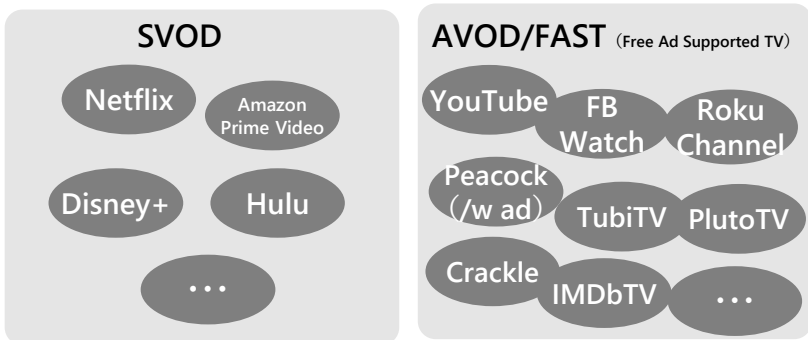 SVOD
Netflix
Amazon
Prime Video
Disney+
Hulu
...
AVOD/FAST (Free Ad Supported TV)
YouTube
FB
Watch
Roku
Channel
Peacock
(/w ad)
TubiTV
PlutoTV
Crackle
IMDbTV
...